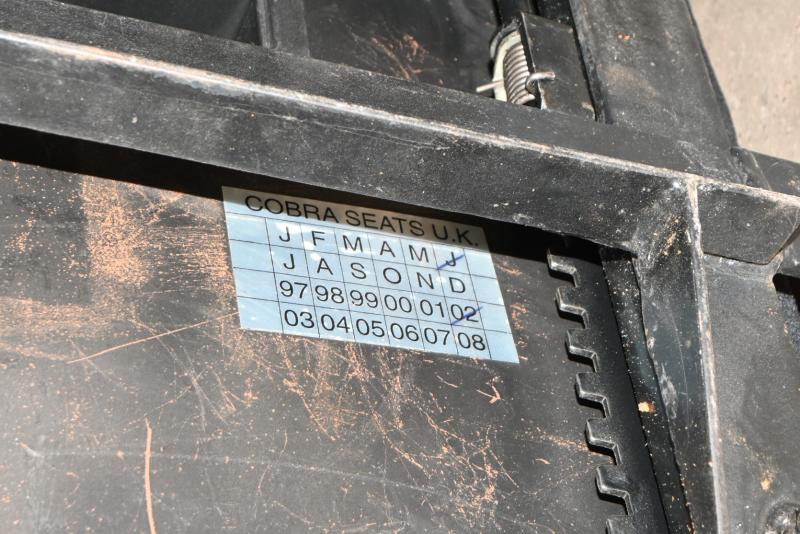 COBRA SEATS U.K.
J F M A M J
J A S O N D
97 98 99 00 01 02
03 04 05 06 07 08